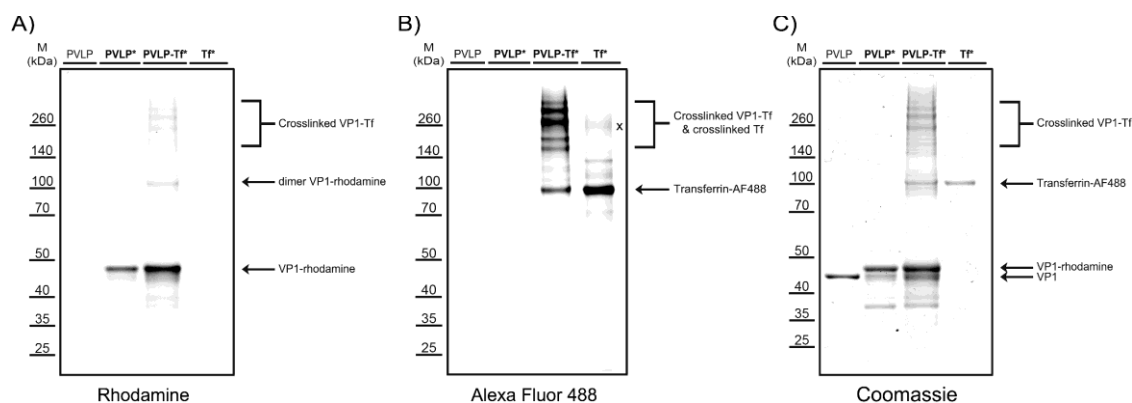 A)
M
(kDa)
PVLP PVLP* PVLP-Tf* Tf*
260
140
100
70
50
40
35
25
Crosslinked VP1-Tf
dimer VP1-rhodamine
VP1-rhodamine
Rhodamine
B)
M
(kDa)
PVLP PVLP* PVLP-Tf* Tf*
260
140
100
70
50
40
35
25
x
Crosslinked VP1-Tf
& crosslinked Tf
Transferrin-AF488
Alexa Fluor 488
C)
M
(kDa)
PVLP PVLP* PVLP-Tf* Tf*
260
140
100
70
50
40
35
25
Crosslinked VP1-Tf
Transferrin-AF488
VP1-rhodamine
VP1
Coomassie